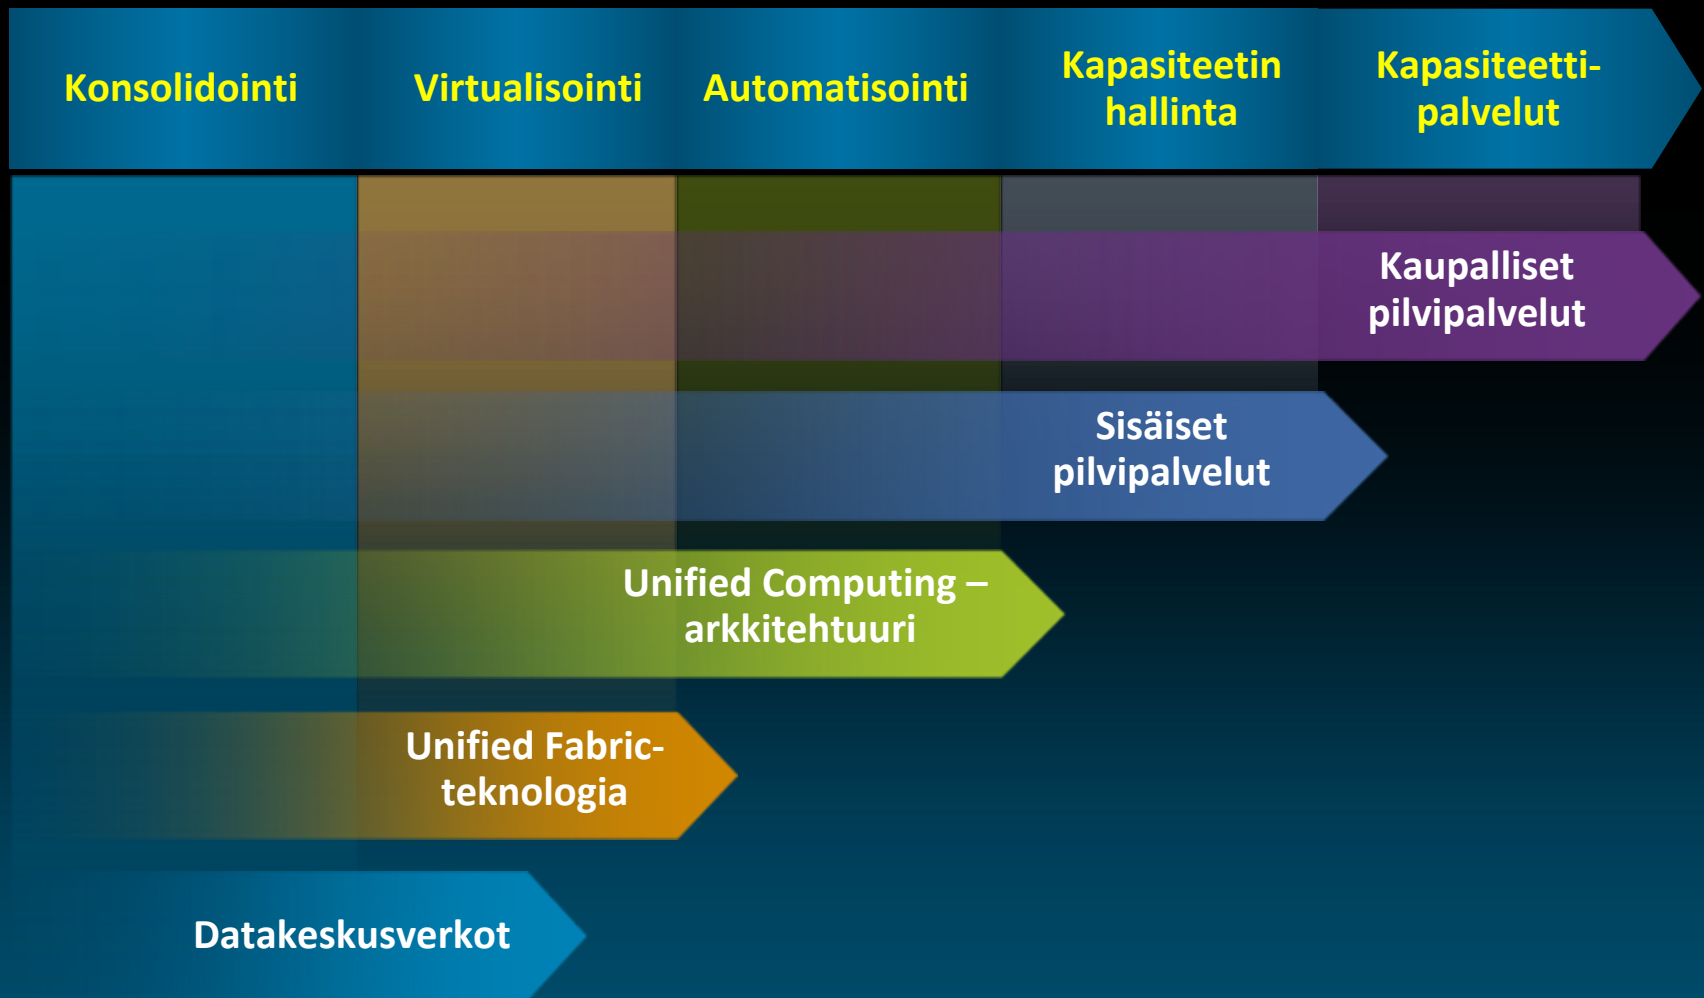 Konsolidointi
Virtualisointi
Automatisointi
Kapasiteetin
hallinta
Kapasiteetti-
palvelut
Kaupalliset
pilvipalvelut
Sisäiset
pilvipalvelut
Unified Computing –
arkkitehtuuri
Unified Fabric-
teknologia
Datakeskusverkot